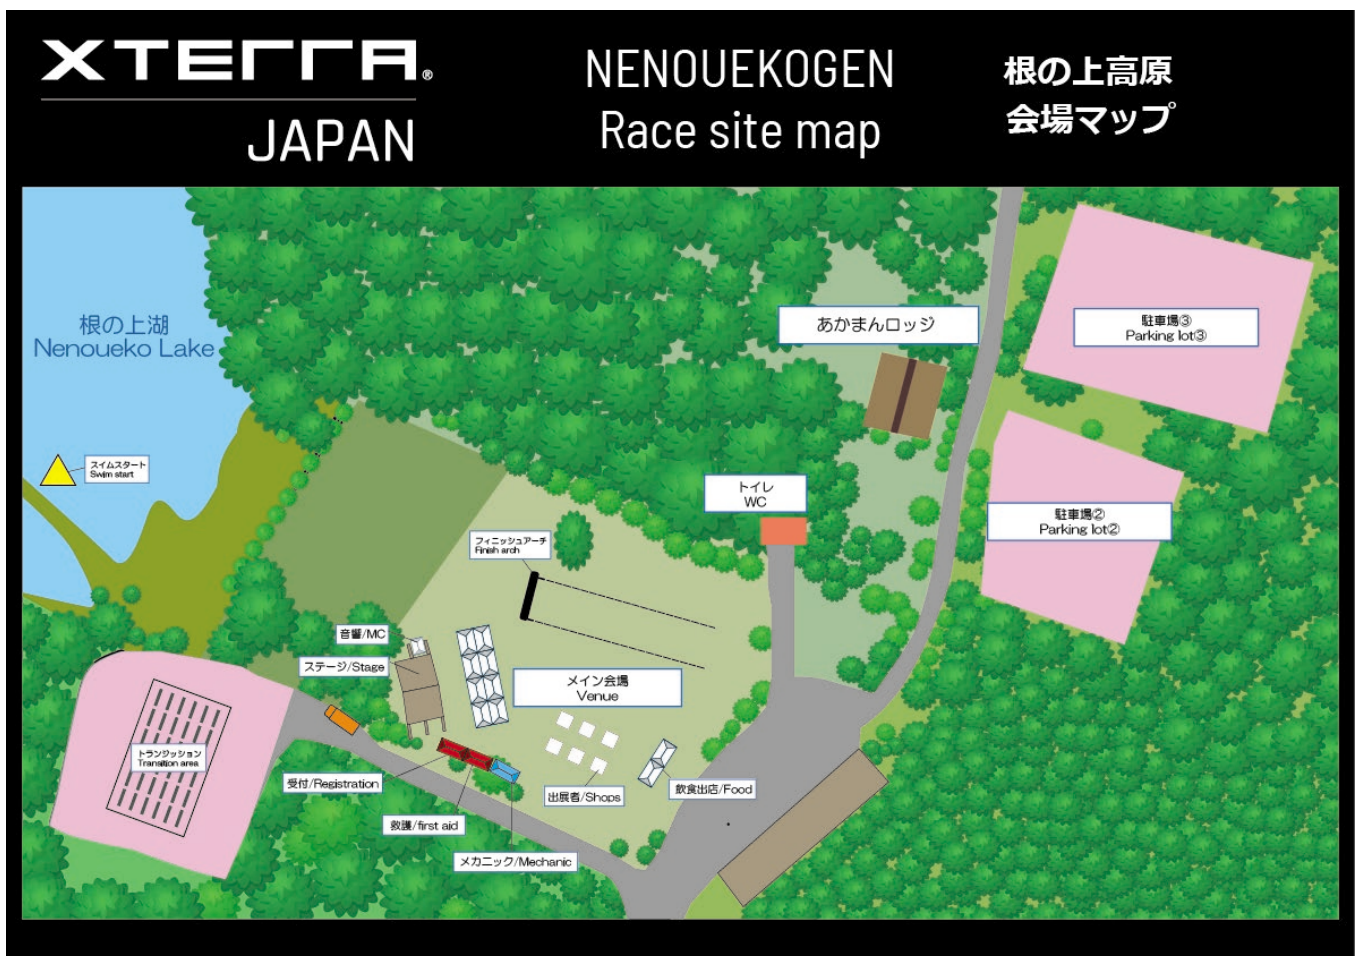 XTERRA®
JAPAN
NENOUEKOGEN
Race site map
根の上高原
会場マップ
根の上湖
Nenoueko Lake
スイムスタート
Swim start
あかまんロッジ
駐車場③
Parking lot③
駐車場②
Parking lot②
トイレ
WC
フィニッシュアーチ
Finish arch
音響/MC
ステージ/Stage
メイン会場
Venue
トランジッション
Transition area
受付/Registration
救護/first aid
メカニック/Mechanic
出展者/Shops
飲食出店/Food